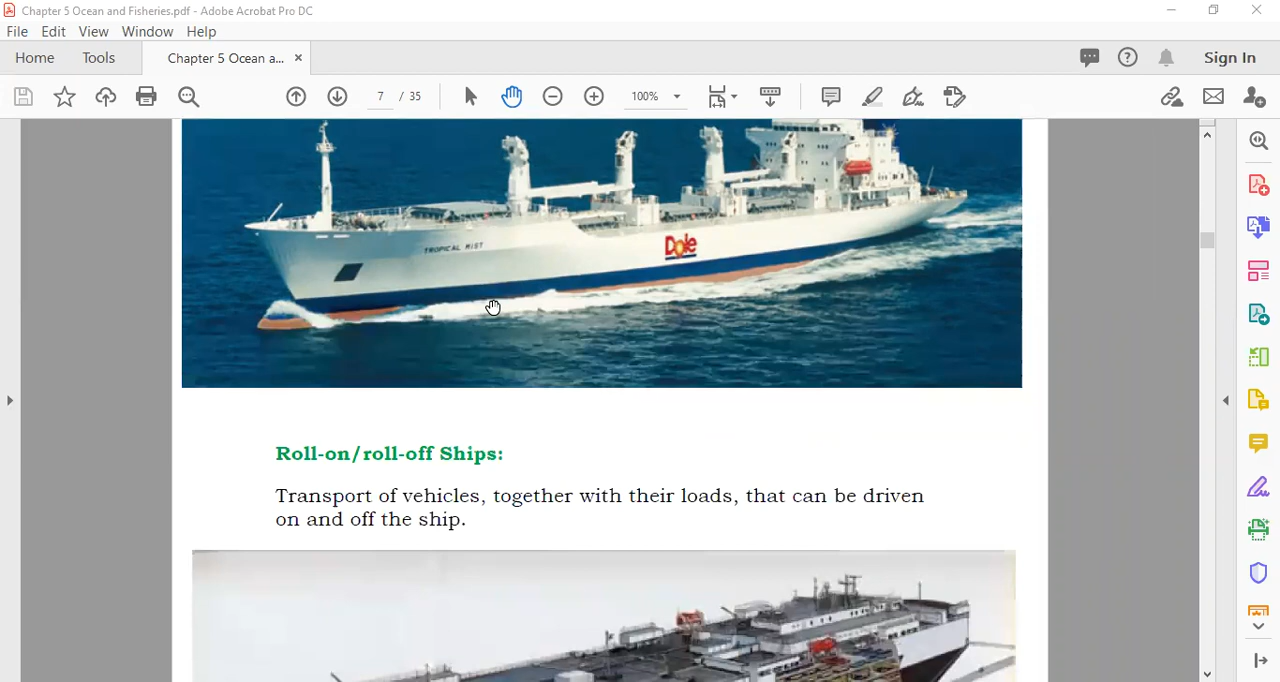 Chapter 5 Ocean and Fisheries.pdf - Adobe Acrobat Pro DC
File Edit View Window Help
Home Tools Chapter 5 Ocean a... Sign In
7 / 35 100%
TROPICAL MIST
Dole
Roll-on/roll-off Ships:
Transport of vehicles, together with their loads, that can be driven
on and off the ship.